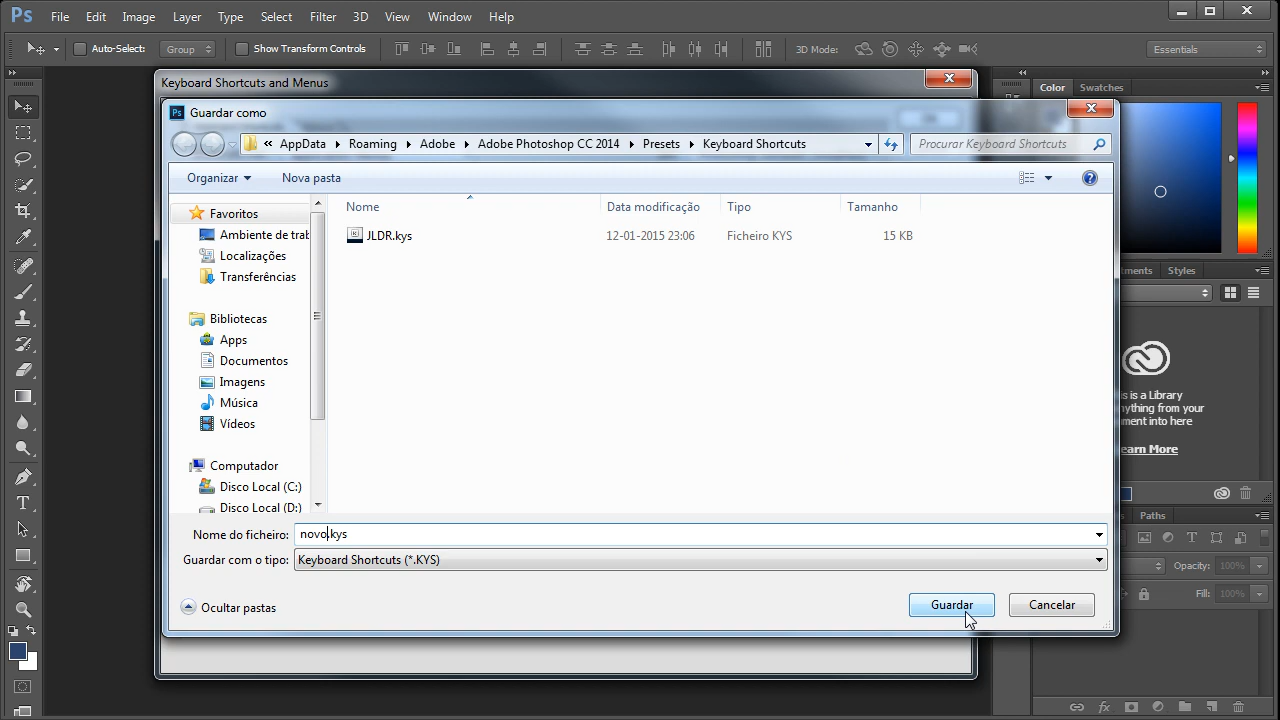 Ps File Edit Image Layer Type Select Filter 3D View Window Help
Auto-Select: Group Show Transform Controls 3D Mode: Essentials
Keyboard Shortcuts and Menus
Color Swatches
Guardar como
« AppData Roaming Adobe Adobe Photoshop CC 2014 Presets Keyboard Shortcuts Procurar Keyboard Shortcuts
Organizar Nova pasta
Favoritos
Ambiente de trab
Localizações
Transferências
Bibliotecas
Apps
Documentos
Imagens
Música
Vídeos
Computador
Disco Local (C:)
Disco Local (D:)
Nome Data modificação Tipo Tamanho
JLDR.kys 12-01-2015 23:06 Ficheiro KYS 15 KB
Nome do ficheiro: novo.kys
Guardar com o tipo: Keyboard Shortcuts (*.KYS)
Ocultar pastas Guardar Cancelar
tments Styles
is is a Library
nything from your
ument into here
earn More
s Paths
Opacity: 100%
Fill: 100%